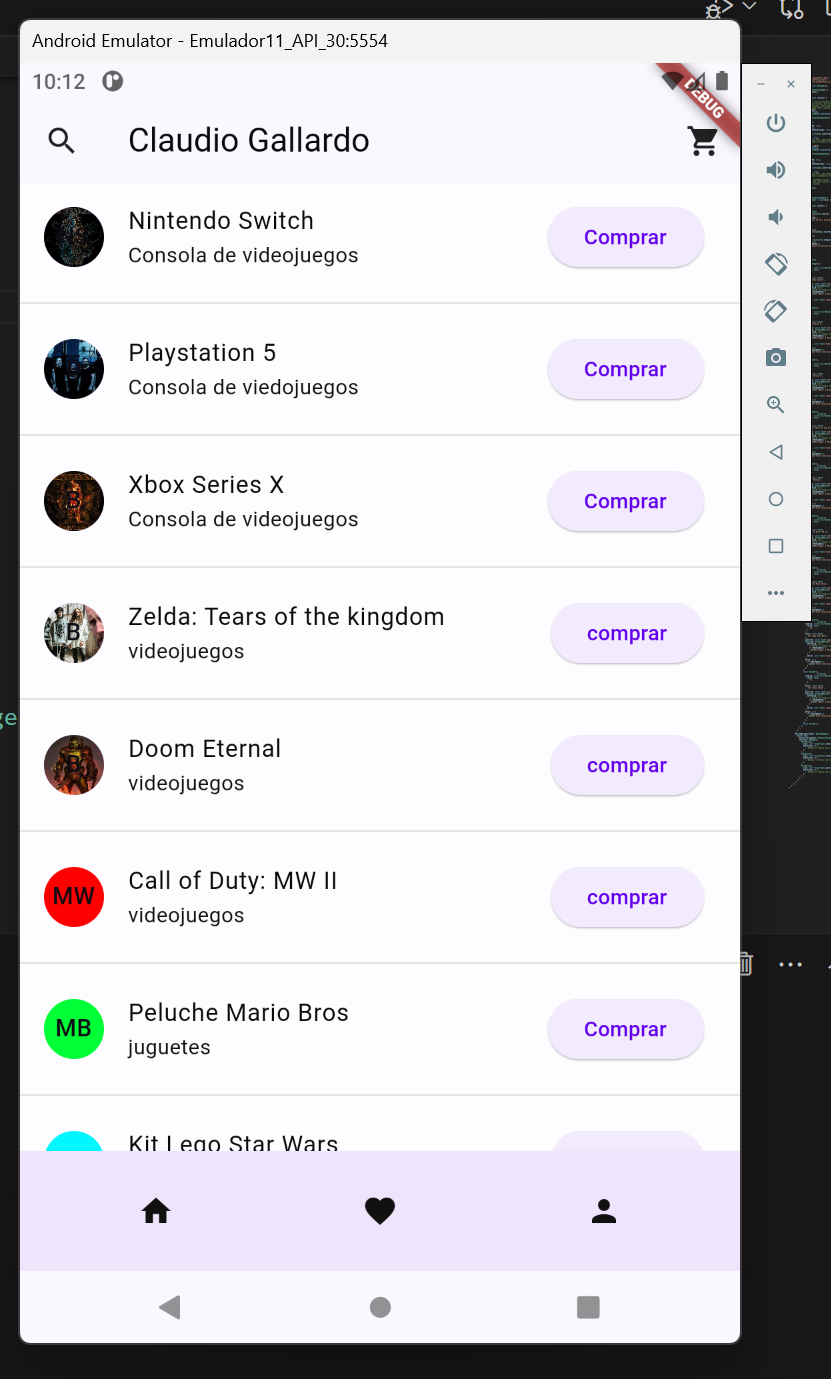 Android Emulator - Emulador11_API_30:5554
10:12
DEBUG
Claudio Gallardo
Nintendo Switch
Consola de videojuegos
Comprar
Playstation 5
Consola de viedojuegos
Comprar
B
Xbox Series X
Consola de videojuegos
Comprar
B
Zelda: Tears of the kingdom
videojuegos
comprar
ge
B
Doom Eternal
videojuegos
comprar
MW
Call of Duty: MW II
videojuegos
comprar
MB
Peluche Mario Bros
juguetes
Comprar
Kit Lego Star Wars